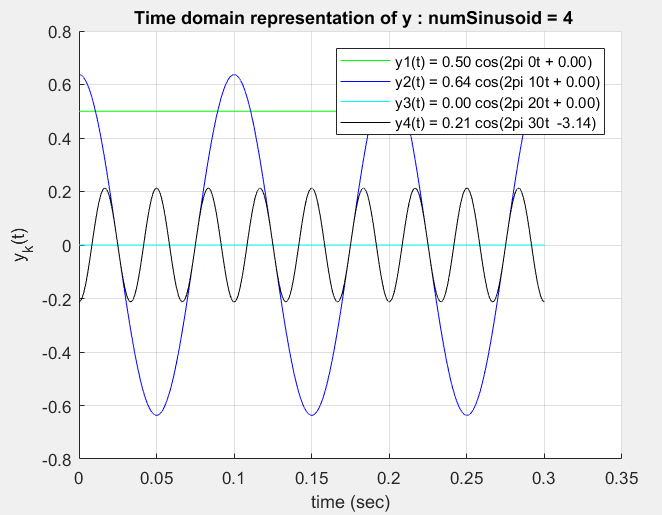 Time domain representation of y : numSinusoid = 4
y1(t) = 0.50 cos(2pi 0t + 0.00)
y2(t) = 0.64 cos(2pi 10t + 0.00)
y3(t) = 0.00 cos(2pi 20t + 0.00)
y4(t) = 0.21 cos(2pi 30t  -3.14)
0.8
0.6
0.4
0.2
0
-0.2
-0.4
-0.6
-0.8
y_k(t)
0 0.05 0.1 0.15 0.2 0.25 0.3 0.35
time (sec)